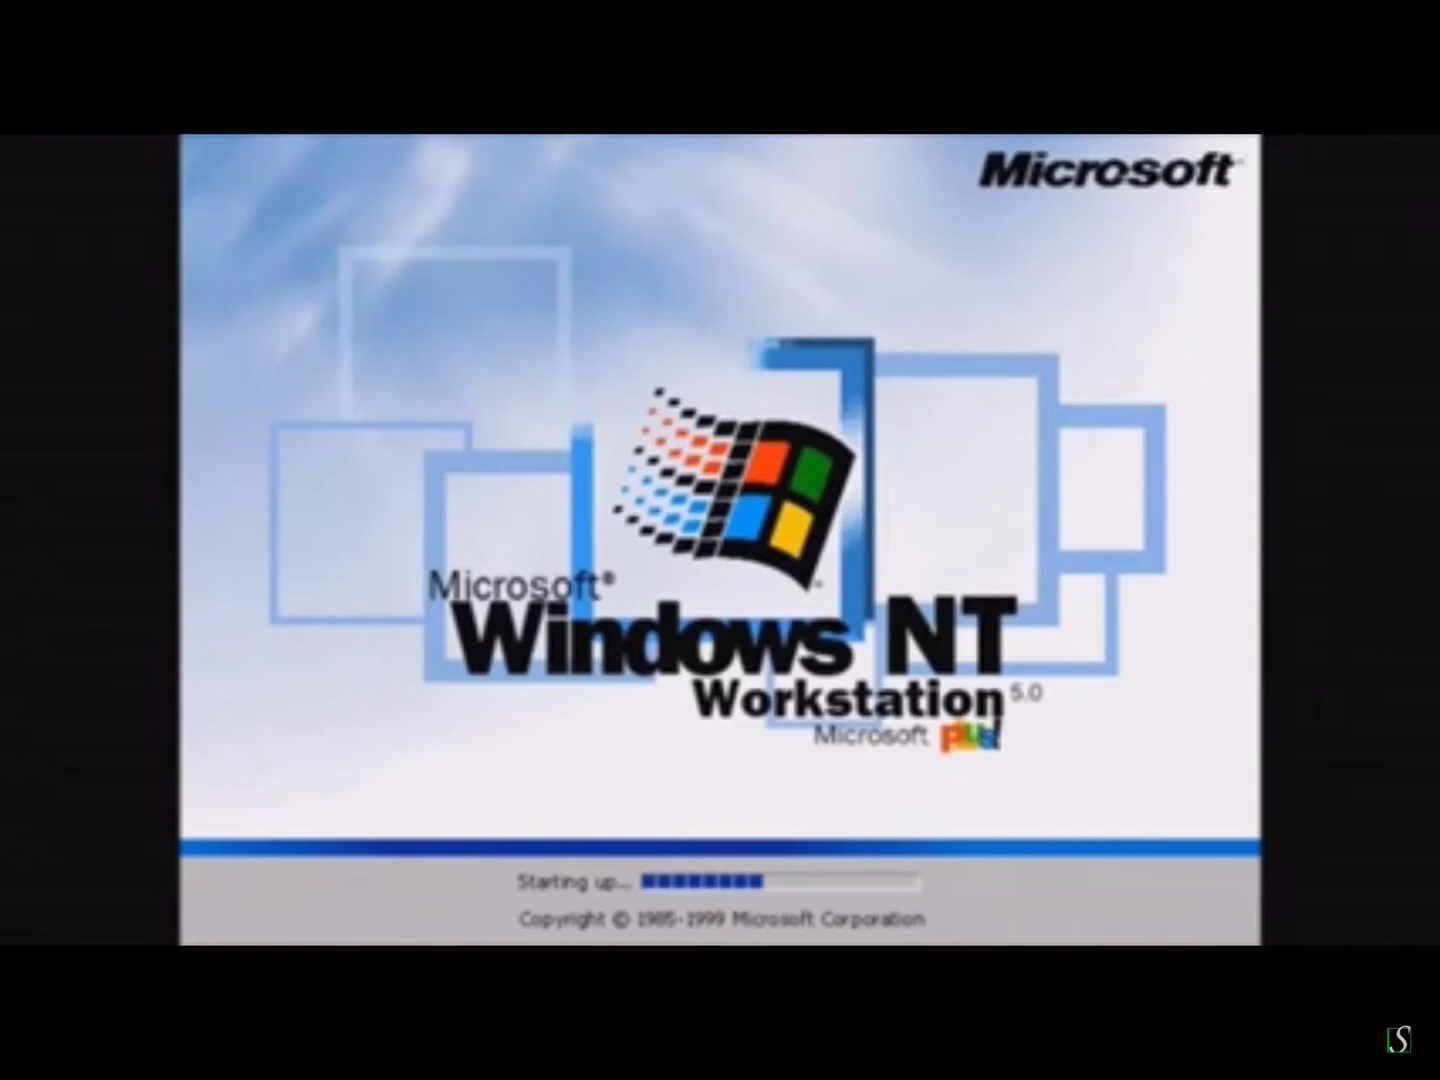 Microsoft
Microsoft®
Windows NT
Workstation 5.0
Microsoft plus!
Starting up...
Copyright © 1985-1999 Microsoft Corporation
S